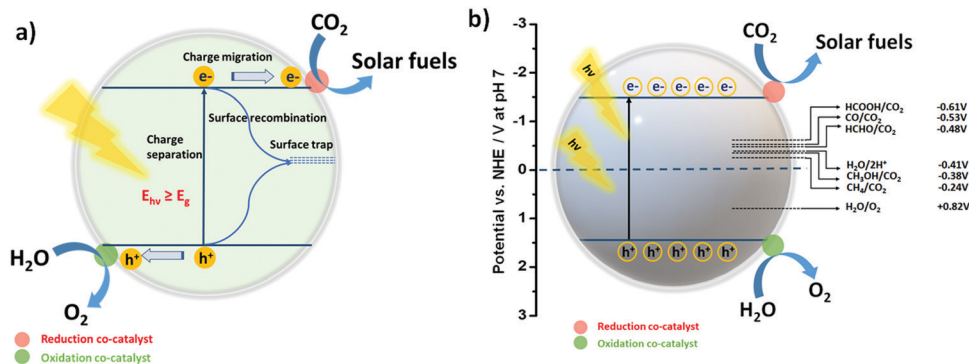 a)
CO2
Solar fuels
Charge migration
e-
e-
Surface recombination
Charge
separation
Surface trap
Ehν ≥ Eg
H2O
h+
h+
O2
Reduction co-catalyst
Oxidation co-catalyst
b)
Potential vs. NHE / V at pH 7
-3
-2
-1
0
1
2
3
CO2
Solar fuels
hν
hν
e-
e-
e-
e-
e-
HCOOH/CO2 -0.61V
CO/CO2 -0.53V
HCHO/CO2 -0.48V
H2O/2H+ -0.41V
CH3OH/CO2 -0.38V
CH4/CO2 -0.24V
H2O/O2 +0.82V
h+
h+
h+
h+
h+
O2
H2O
Reduction co-catalyst
Oxidation co-catalyst